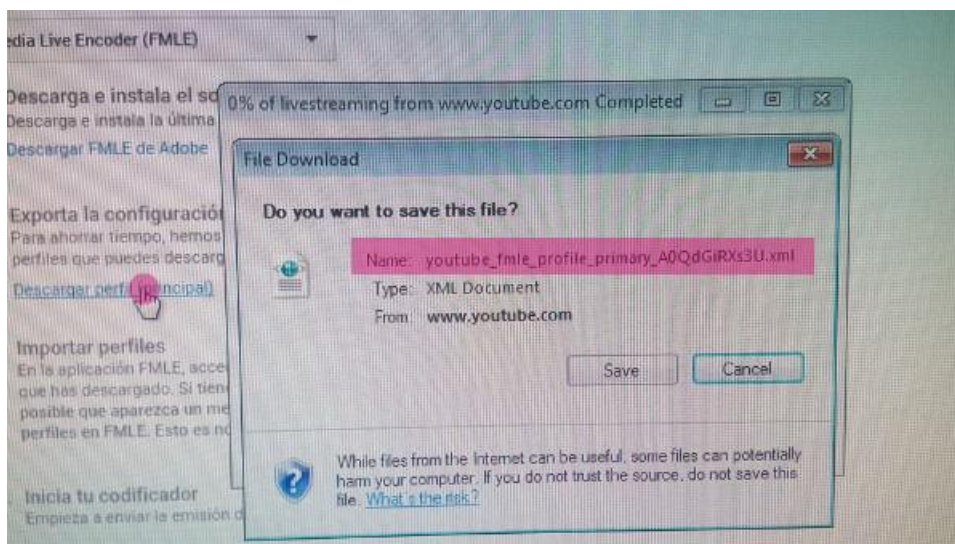 edia Live Encoder (FMLE)
Descarga e instala el so
Descarga e instala la última
Descargar FMLE de Adobe
Exporta la configuració
Para ahorrar tiempo, hemos
perfiles que puedes descarg
Descargar perfi ncipal)
Importar perfiles
En la aplicación FMLE, acce
que has descargado. Si tien
posible que aparezca un me
perfiles en FMLE. Esto es no
Inicia tu codificador
Empieza a enviar la emisión d
0% of livestreaming from www.youtube.com Completed
File Download
Do you want to save this file?
Name: youtube_fmle_profile_primary_A0QdGiRXs3U.xml
Type: XML Document
From: www.youtube.com
Save
Cancel
While files from the Internet can be useful, some files can potentially
harm your computer. If you do not trust the source, do not save this
file. What's the risk?